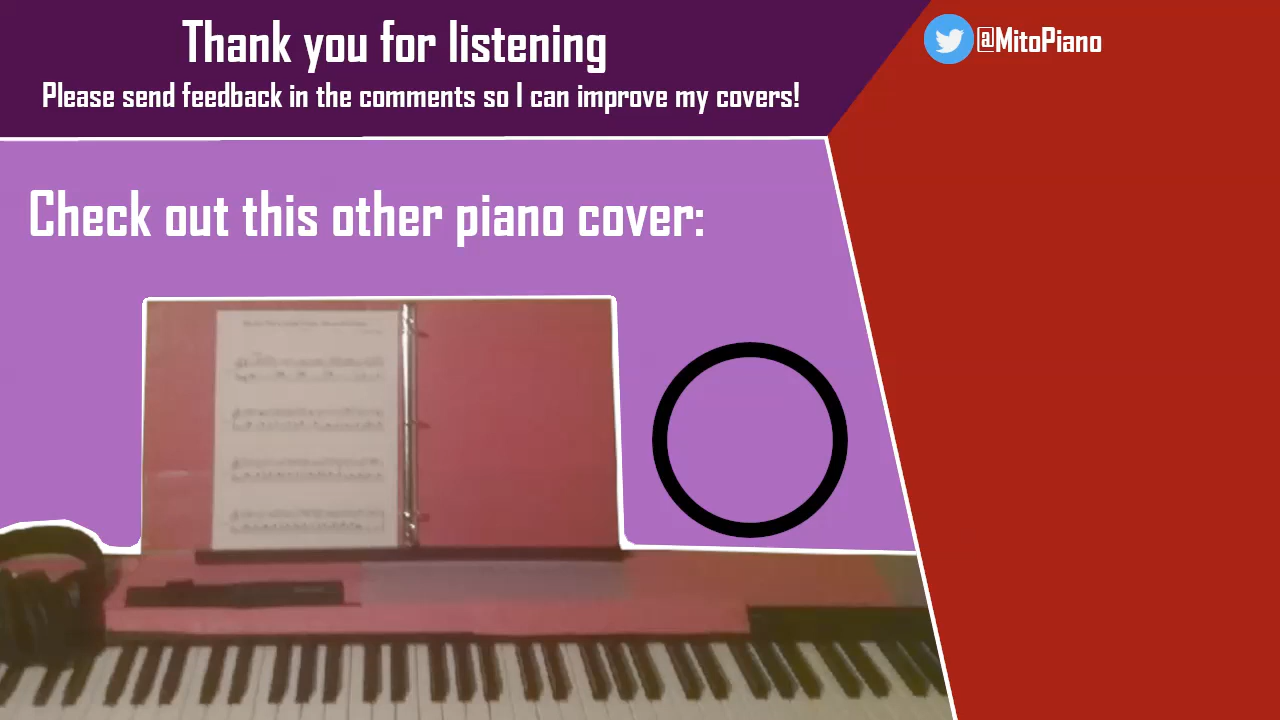 Thank you for listening
Please send feedback in the comments so I can improve my covers!
@MitoPiano
Check out this other piano cover: